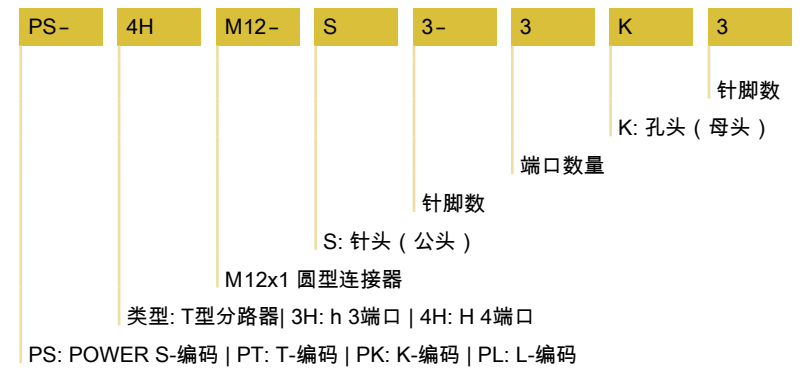 PS– 4H M12– S 3– 3 K 3
针脚数
K: 孔头（母头）
端口数量
针脚数
S: 针头（公头）
M12x1 圆型连接器
类型: T型分路器| 3H: h 3端口 | 4H: H 4端口
PS: POWER S-编码 | PT: T-编码 | PK: K-编码 | PL: L-编码